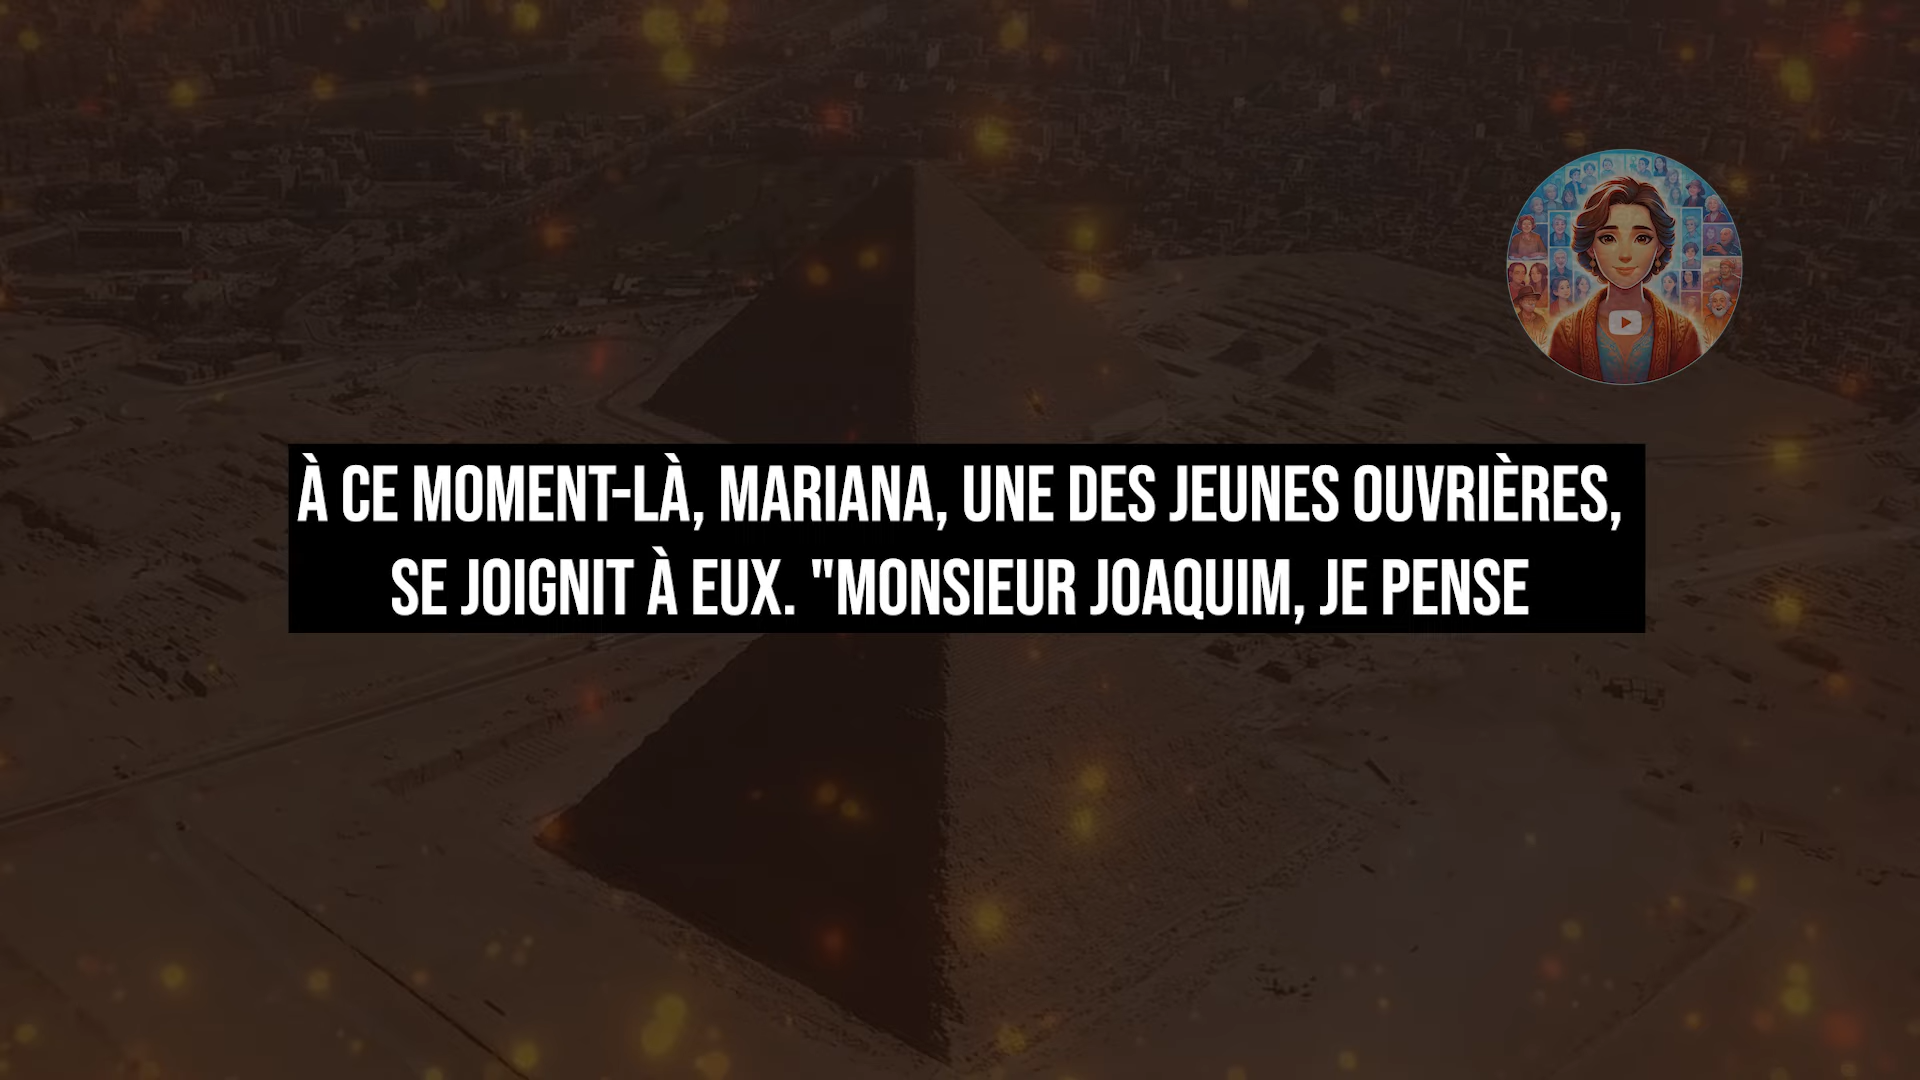 À CE MOMENT-LÀ, MARIANA, UNE DES JEUNES OUVRIÈRES,
SE JOIGNIT À EUX. "MONSIEUR JOAQUIM, JE PENSE